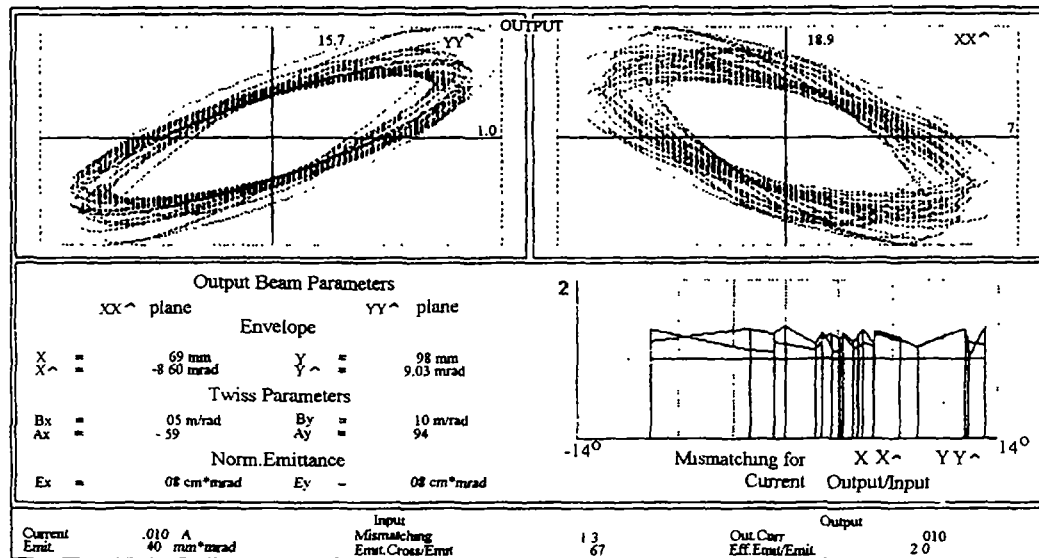 OUTPUT
15.7 YY^
1.0
18.9 XX^
7
Output Beam Parameters
XX^ plane YY^ plane
Envelope
X = 69 mm Y = 98 mm
X^ = -8 60 mrad Y^ = 9.03 mrad
Twiss Parameters
Bx = 05 m/rad By = 10 m/rad
Ax = - 59 Ay = 94
Norm.Emittance
Ex = 08 cm*mrad Ey - 08 cm*mrad
2
-14° 14°
Mismatching for X X^ Y Y^
Current Output/Input
Input Output
Current .010 A Mismatching 1 3 Out.Curr 010
Emit. 40 mm*mrad Emit.Cross/Emit 67 Eff.Emit/Emit. 2 0